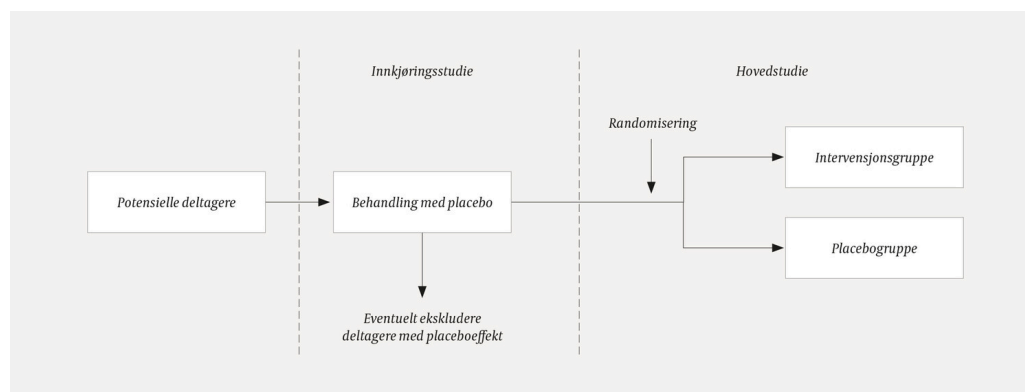 Innkjøringsstudie
Hovedstudie
Randomisering
Potensielle deltagere
Behandling med placebo
Intervensjonsgruppe
Placebogruppe
Eventuelt ekskludere
deltagere med placeboeffekt